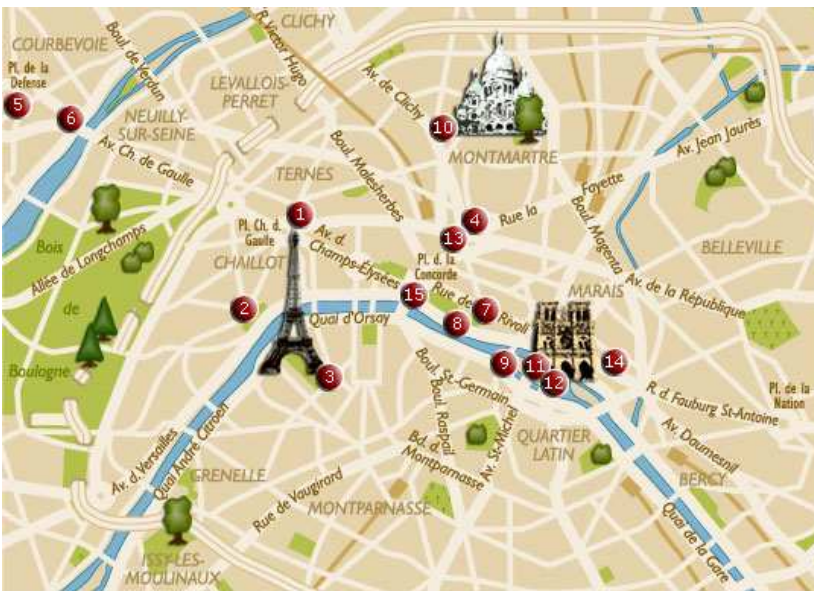 CLICHY
COURBEVOIE
Boul. de Verdun
R. Victor Hugo
Pl. de la
Defense
5
6
LEVALLOIS-
PERRET
NEUILLY
-SUR-SEINE
Av. de Clichy
10
MONTMARTRE
Av. Jean Jaurès
Av. Ch. de Gaulle
TERNES
Boul. Malesherbes
Fayette
Rue la
Boul. Magenta
1
4
13
Pl. Ch. d.
Gaulle
Av. d.
Champs-Élysées
Pl. d. la
Concorde
BELLEVILLE
Bois
Allée de Longchamps
CHAILLOT
de
Boulogne
2
15
Rue de Rivoli
7
8
MARAIS
Av. de la République
Quai d'Orsay
3
9
11
12
14
Boul. St-Germain
Boul. Raspail
Av. St-Michel
R. d. Fauburg St-Antoine
Pl. de la
Nation
Av. Daumesnil
QUARTIER
LATIN
Bd. d.
Montparnasse
Av. d. Versailles
Quai André Citroën
GRENELLE
Rue de Vaugirard
MONTPARNASSE
BERCY
Quai de la Gare
ISSY-LES-
MOULINAUX